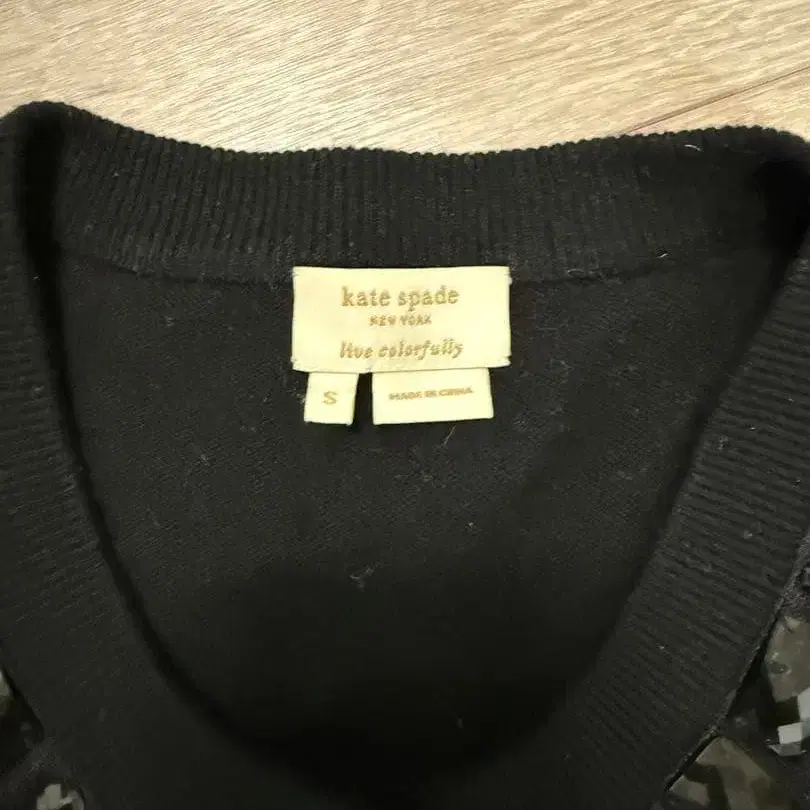 kate spade
NEW YORK
live colorfully
S
MADE IN CHINA